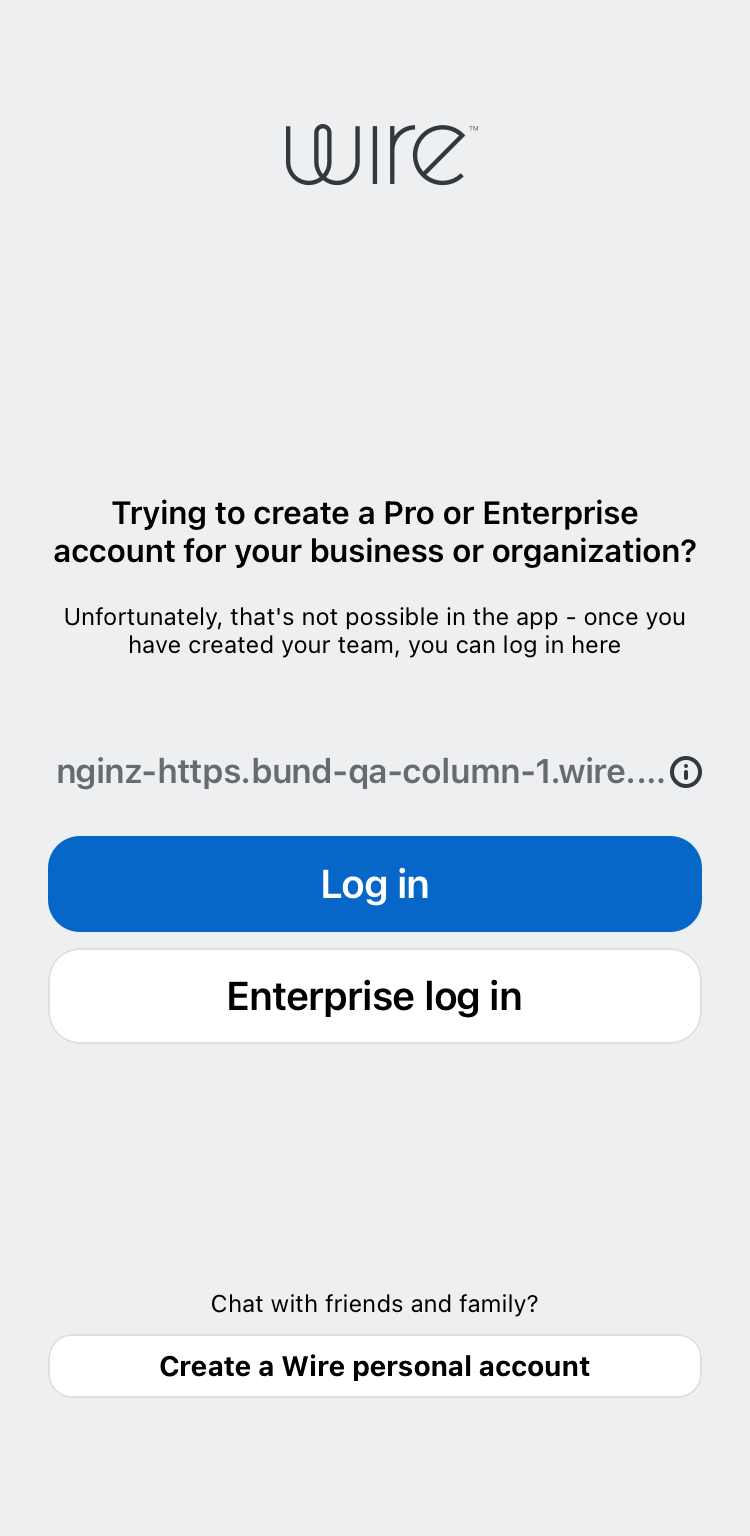 wire™
Trying to create a Pro or Enterprise
account for your business or organization?
Unfortunately, that's not possible in the app - once you
have created your team, you can log in here
nginz-https.bund-qa-column-1.wire....
Log in
Enterprise log in
Chat with friends and family?
Create a Wire personal account